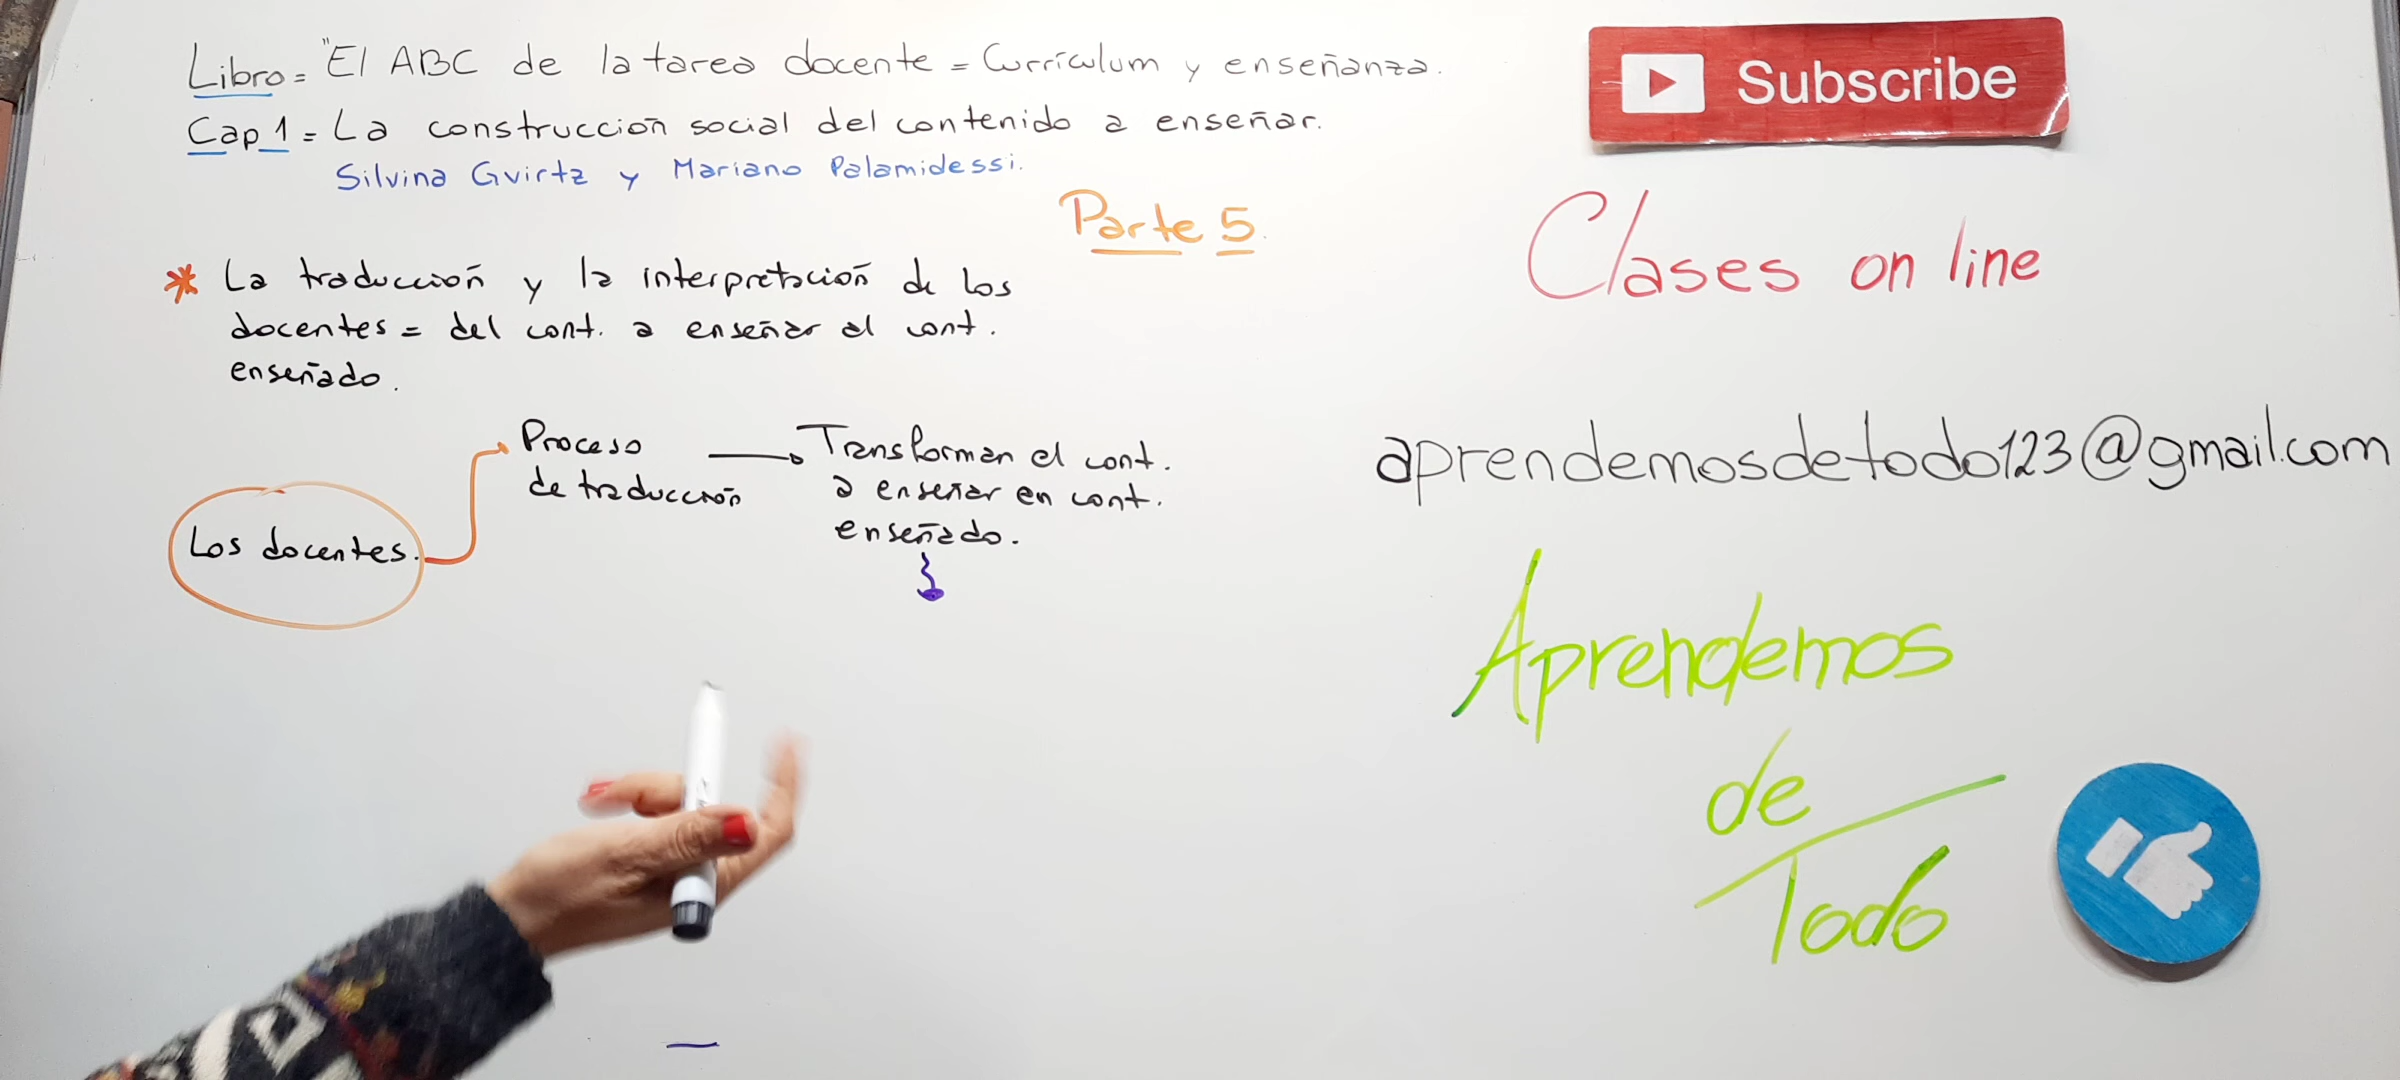 Libro = "El ABC de la tarea docente = Currículum y enseñanza.
Cap 1 = La construcción social del contenido a enseñar.
Silvina Gvirtz y Mariano Palamidessi.
Parte 5.
* La traducción y la interpretación de los
docentes = del cont. a enseñar al cont.
enseñado.
Los docentes.
Proceso
de traducción
Transforman el cont.
a enseñar en cont.
enseñado.
Subscribe
Clases on line
aprendemosdetodo123@gmail.com
Aprendemos
de
Todo